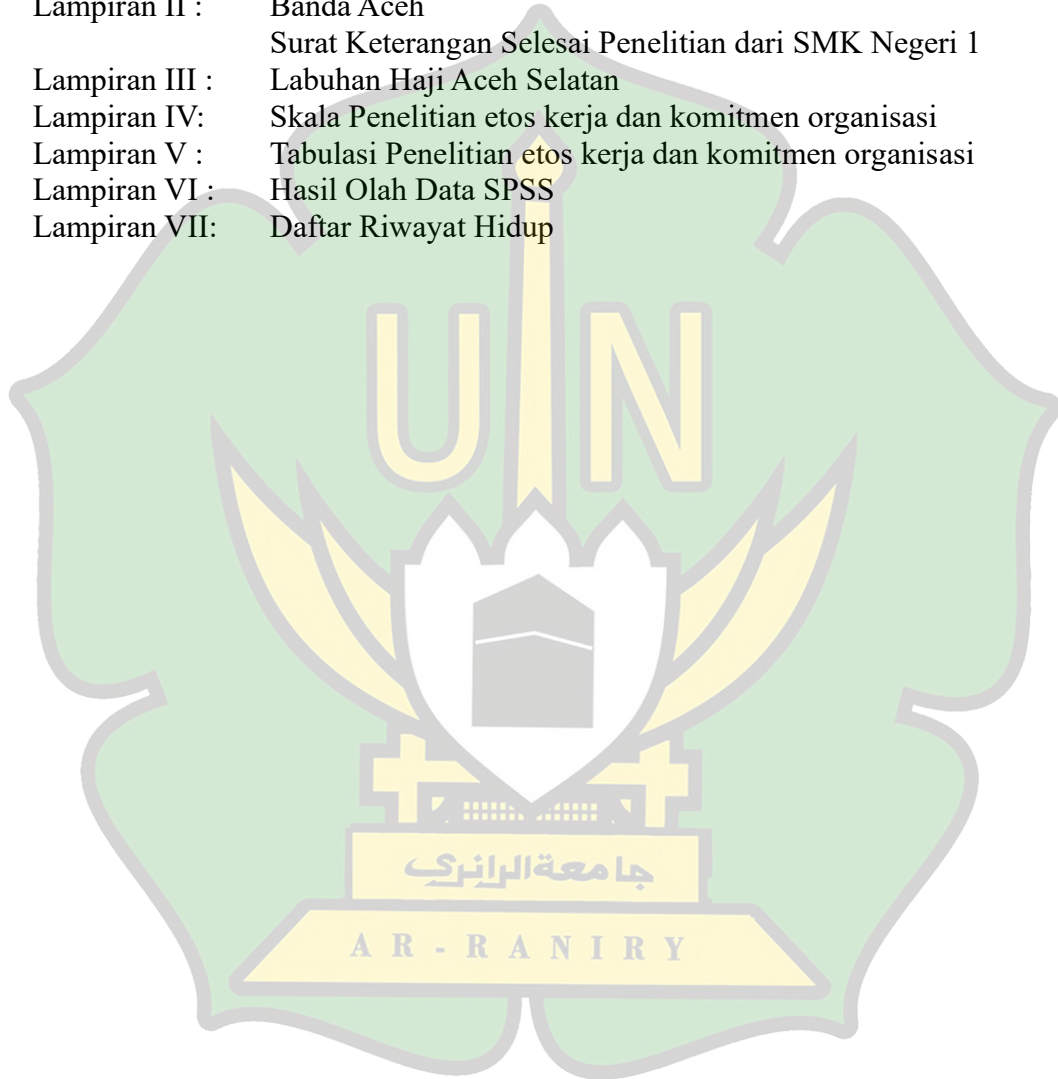 Lampiran II : Banda Aceh
Surat Keterangan Selesai Penelitian dari SMK Negeri 1
Lampiran III : Labuhan Haji Aceh Selatan
Lampiran IV: Skala Penelitian etos kerja dan komitmen organisasi
Lampiran V : Tabulasi Penelitian etos kerja dan komitmen organisasi
Lampiran VI : Hasil Olah Data SPSS
Lampiran VII: Daftar Riwayat Hidup
UIN
جامعةالرانري
AR-RANIRY